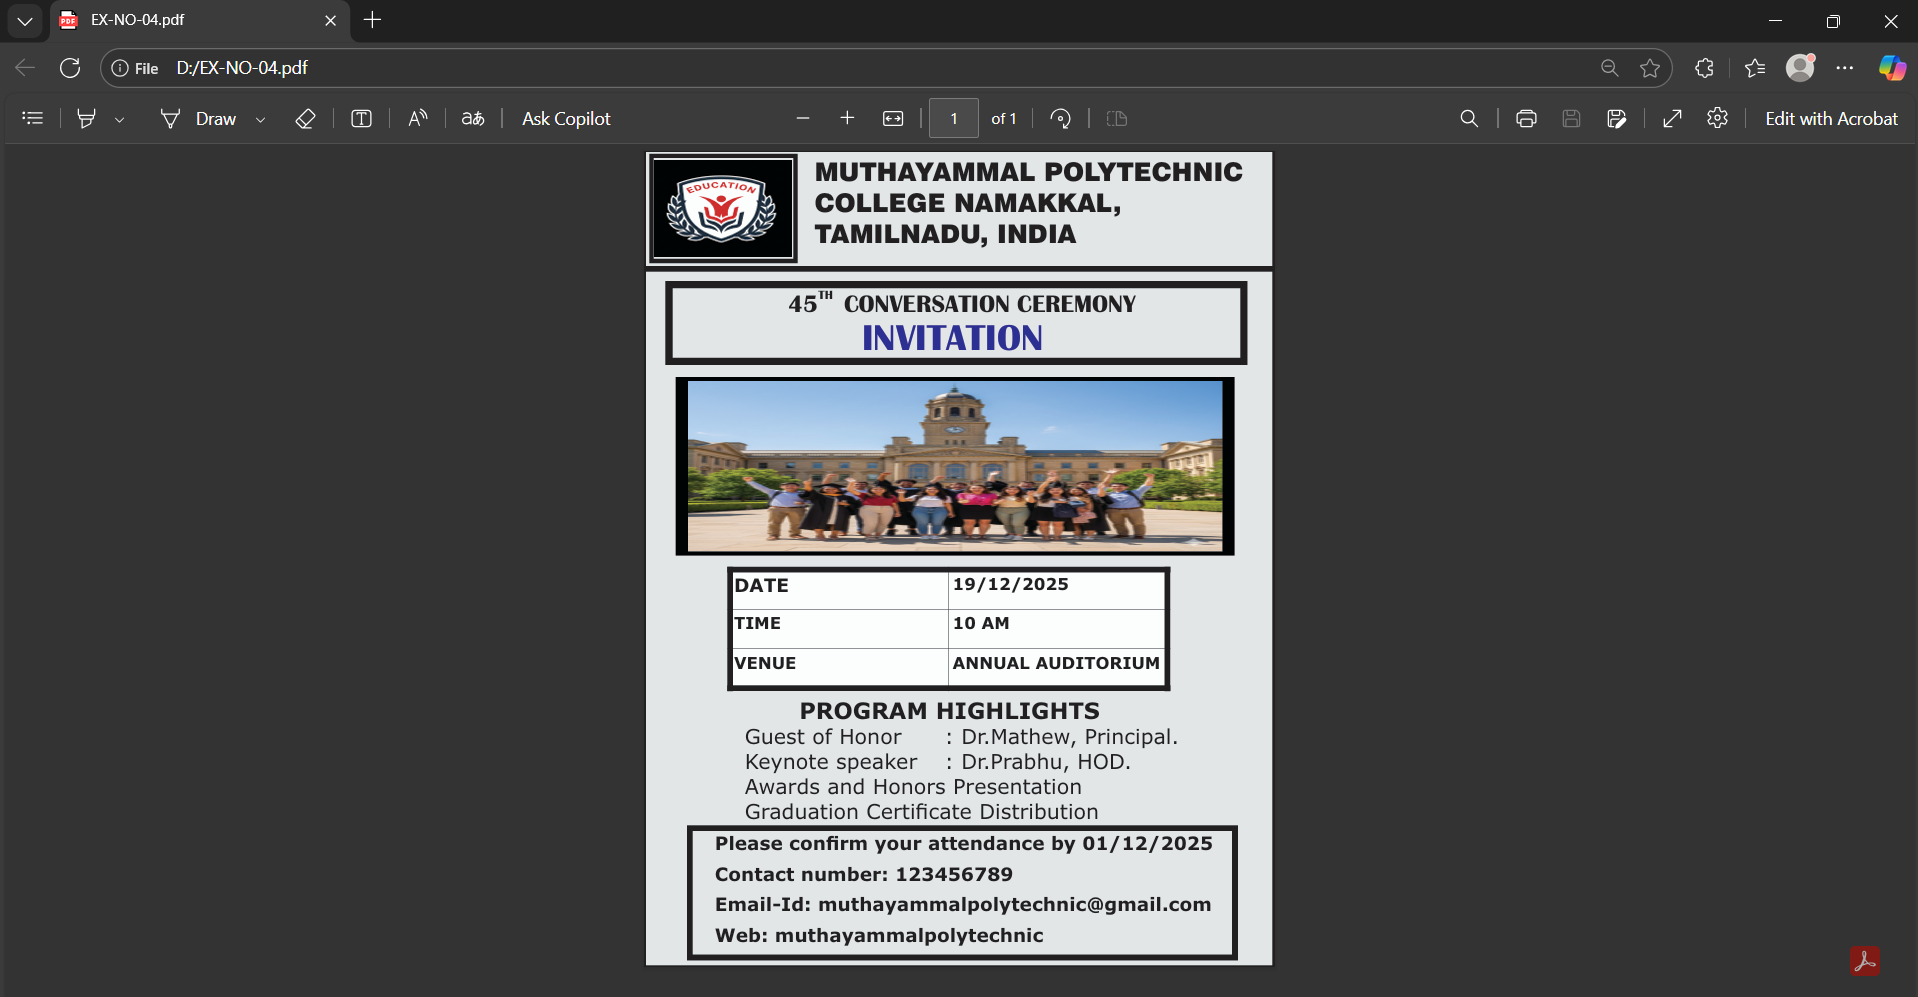 EX-NO-04.pdf
File D:/EX-NO-04.pdf
Draw
aあ
Ask Copilot
1 of 1
Edit with Acrobat
EDUCATION
MUTHAYAMMAL POLYTECHNIC
COLLEGE NAMAKKAL,
TAMILNADU, INDIA
45TH CONVERSATION CEREMONY
INVITATION
DATE 19/12/2025
TIME 10 AM
VENUE ANNUAL AUDITORIUM
PROGRAM HIGHLIGHTS
Guest of Honor : Dr.Mathew, Principal.
Keynote speaker : Dr.Prabhu, HOD.
Awards and Honors Presentation
Graduation Certificate Distribution
Please confirm your attendance by 01/12/2025
Contact number: 123456789
Email-Id: muthayammalpolytechnic@gmail.com
Web: muthayammalpolytechnic